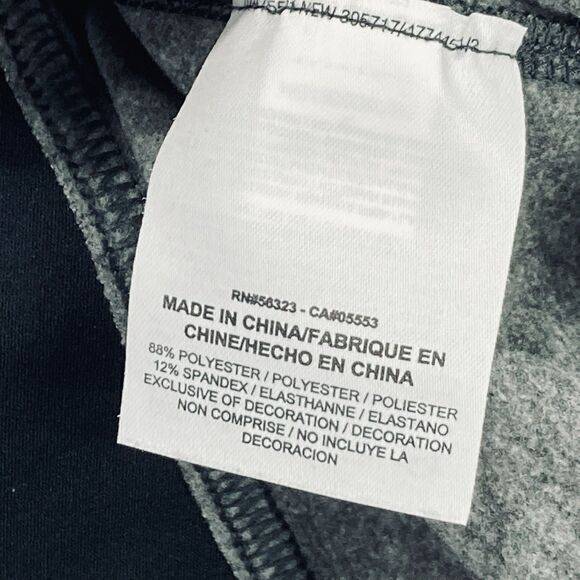 RN#56323 - CA#05553
MADE IN CHINA/FABRIQUE EN
CHINE/HECHO EN CHINA
88% POLYESTER / POLYESTER / POLIESTER
12% SPANDEX / ELASTHANNE / ELASTANO
EXCLUSIVE OF DECORATION / DECORATION
NON COMPRISE / NO INCLUYE LA
DECORACION